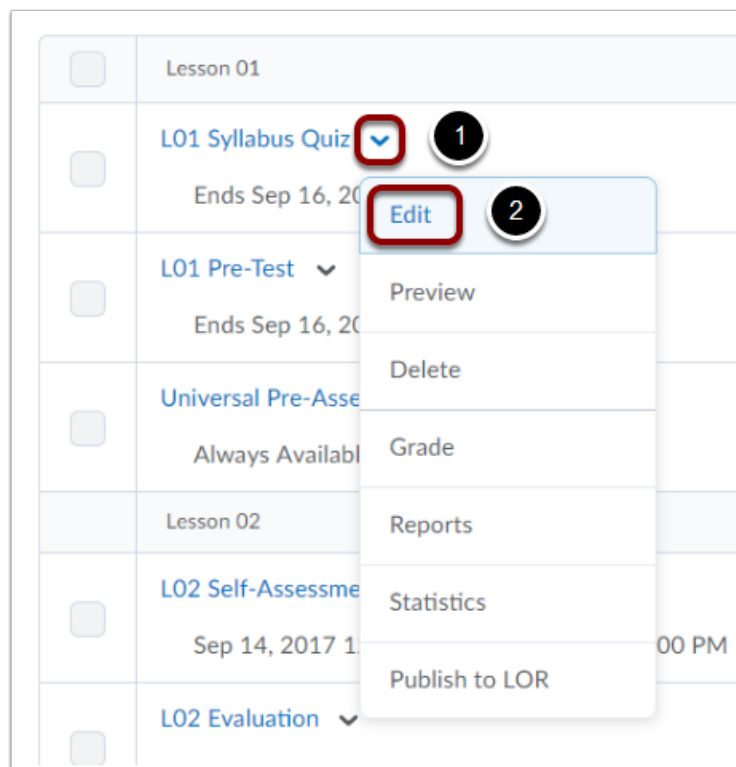 Lesson 01
L01 Syllabus Quiz 1
Ends Sep 16, 20
Edit 2
L01 Pre-Test
Preview
Ends Sep 16, 20
Delete
Universal Pre-Asse
Always Availabl
Grade
Lesson 02
Reports
L02 Self-Assessme
Statistics
Sep 14, 2017 1 00 PM
Publish to LOR
L02 Evaluation